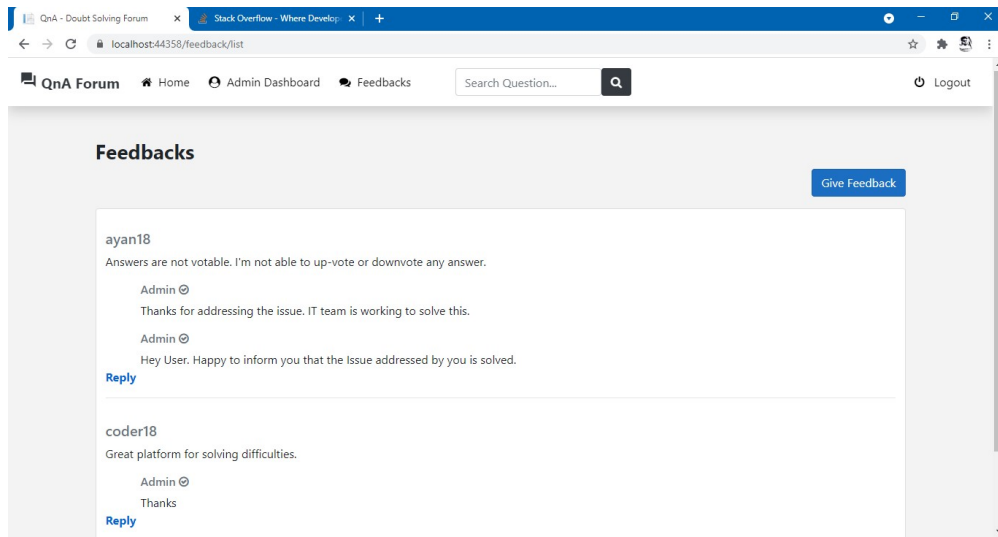 QnA - Doubt Solving Forum
Stack Overflow - Where Develop
localhost:44358/feedback/list
QnA Forum Home Admin Dashboard Feedbacks Search Question... Logout
Feedbacks
Give Feedback
ayan18
Answers are not votable. I'm not able to up-vote or downvote any answer.
Admin
Thanks for addressing the issue. IT team is working to solve this.
Admin
Hey User. Happy to inform you that the Issue addressed by you is solved.
Reply
coder18
Great platform for solving difficulties.
Admin
Thanks
Reply